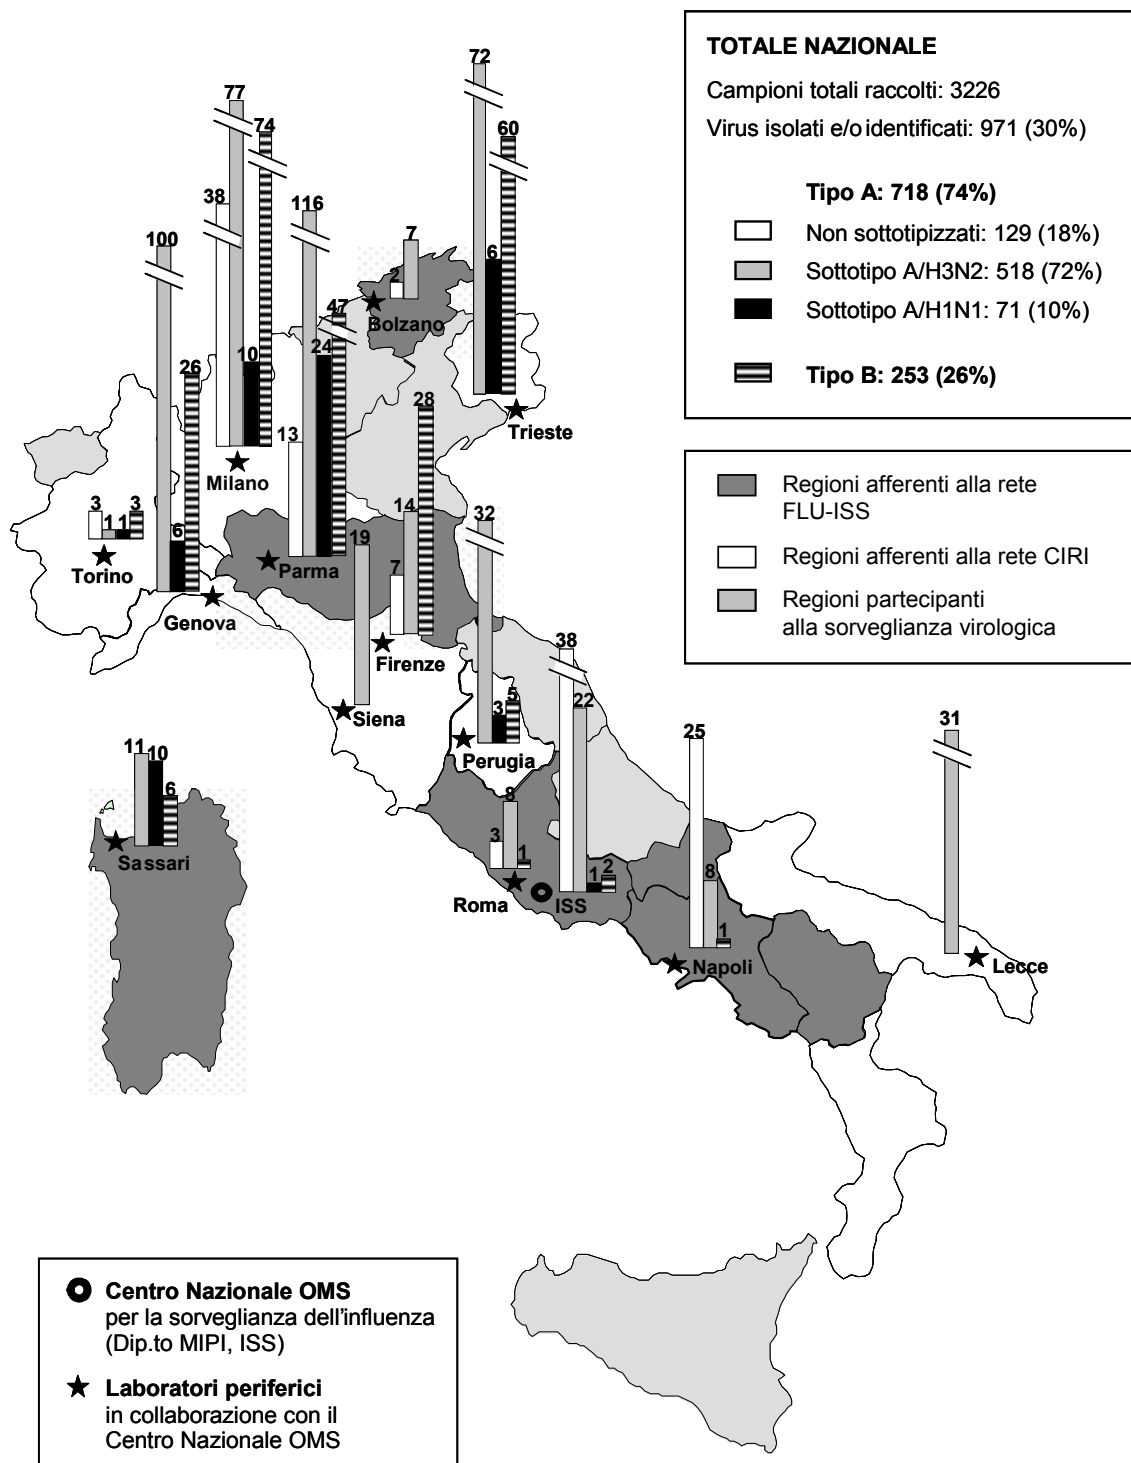 TOTALE NAZIONALE
Campioni totali raccolti: 3226
Virus isolati e/o identificati: 971 (30%)
Tipo A: 718 (74%)
Non sottotipizzati: 129 (18%)
Sottotipo A/H3N2: 518 (72%)
Sottotipo A/H1N1: 71 (10%)
Tipo B: 253 (26%)
Regioni afferenti alla rete
FLU-ISS
Regioni afferenti alla rete CIRI
Regioni partecipanti
alla sorveglianza virologica
3 1 1 3
Torino
100 6 26
Genova
38 77 10 74
Milano
13 116 24 47
Parma
2 7
Bolzano
72 6 60
Trieste
7 14 28
Firenze
19
Siena
32 3 5
Perugia
3 8 1
Roma
38 22 1 2
ISS
25 8 1
Napoli
31
Lecce
11 10 6
Sassari
Centro Nazionale OMS
per la sorveglianza dell'influenza
(Dip.to MIPI, ISS)
Laboratori periferici
in collaborazione con il
Centro Nazionale OMS